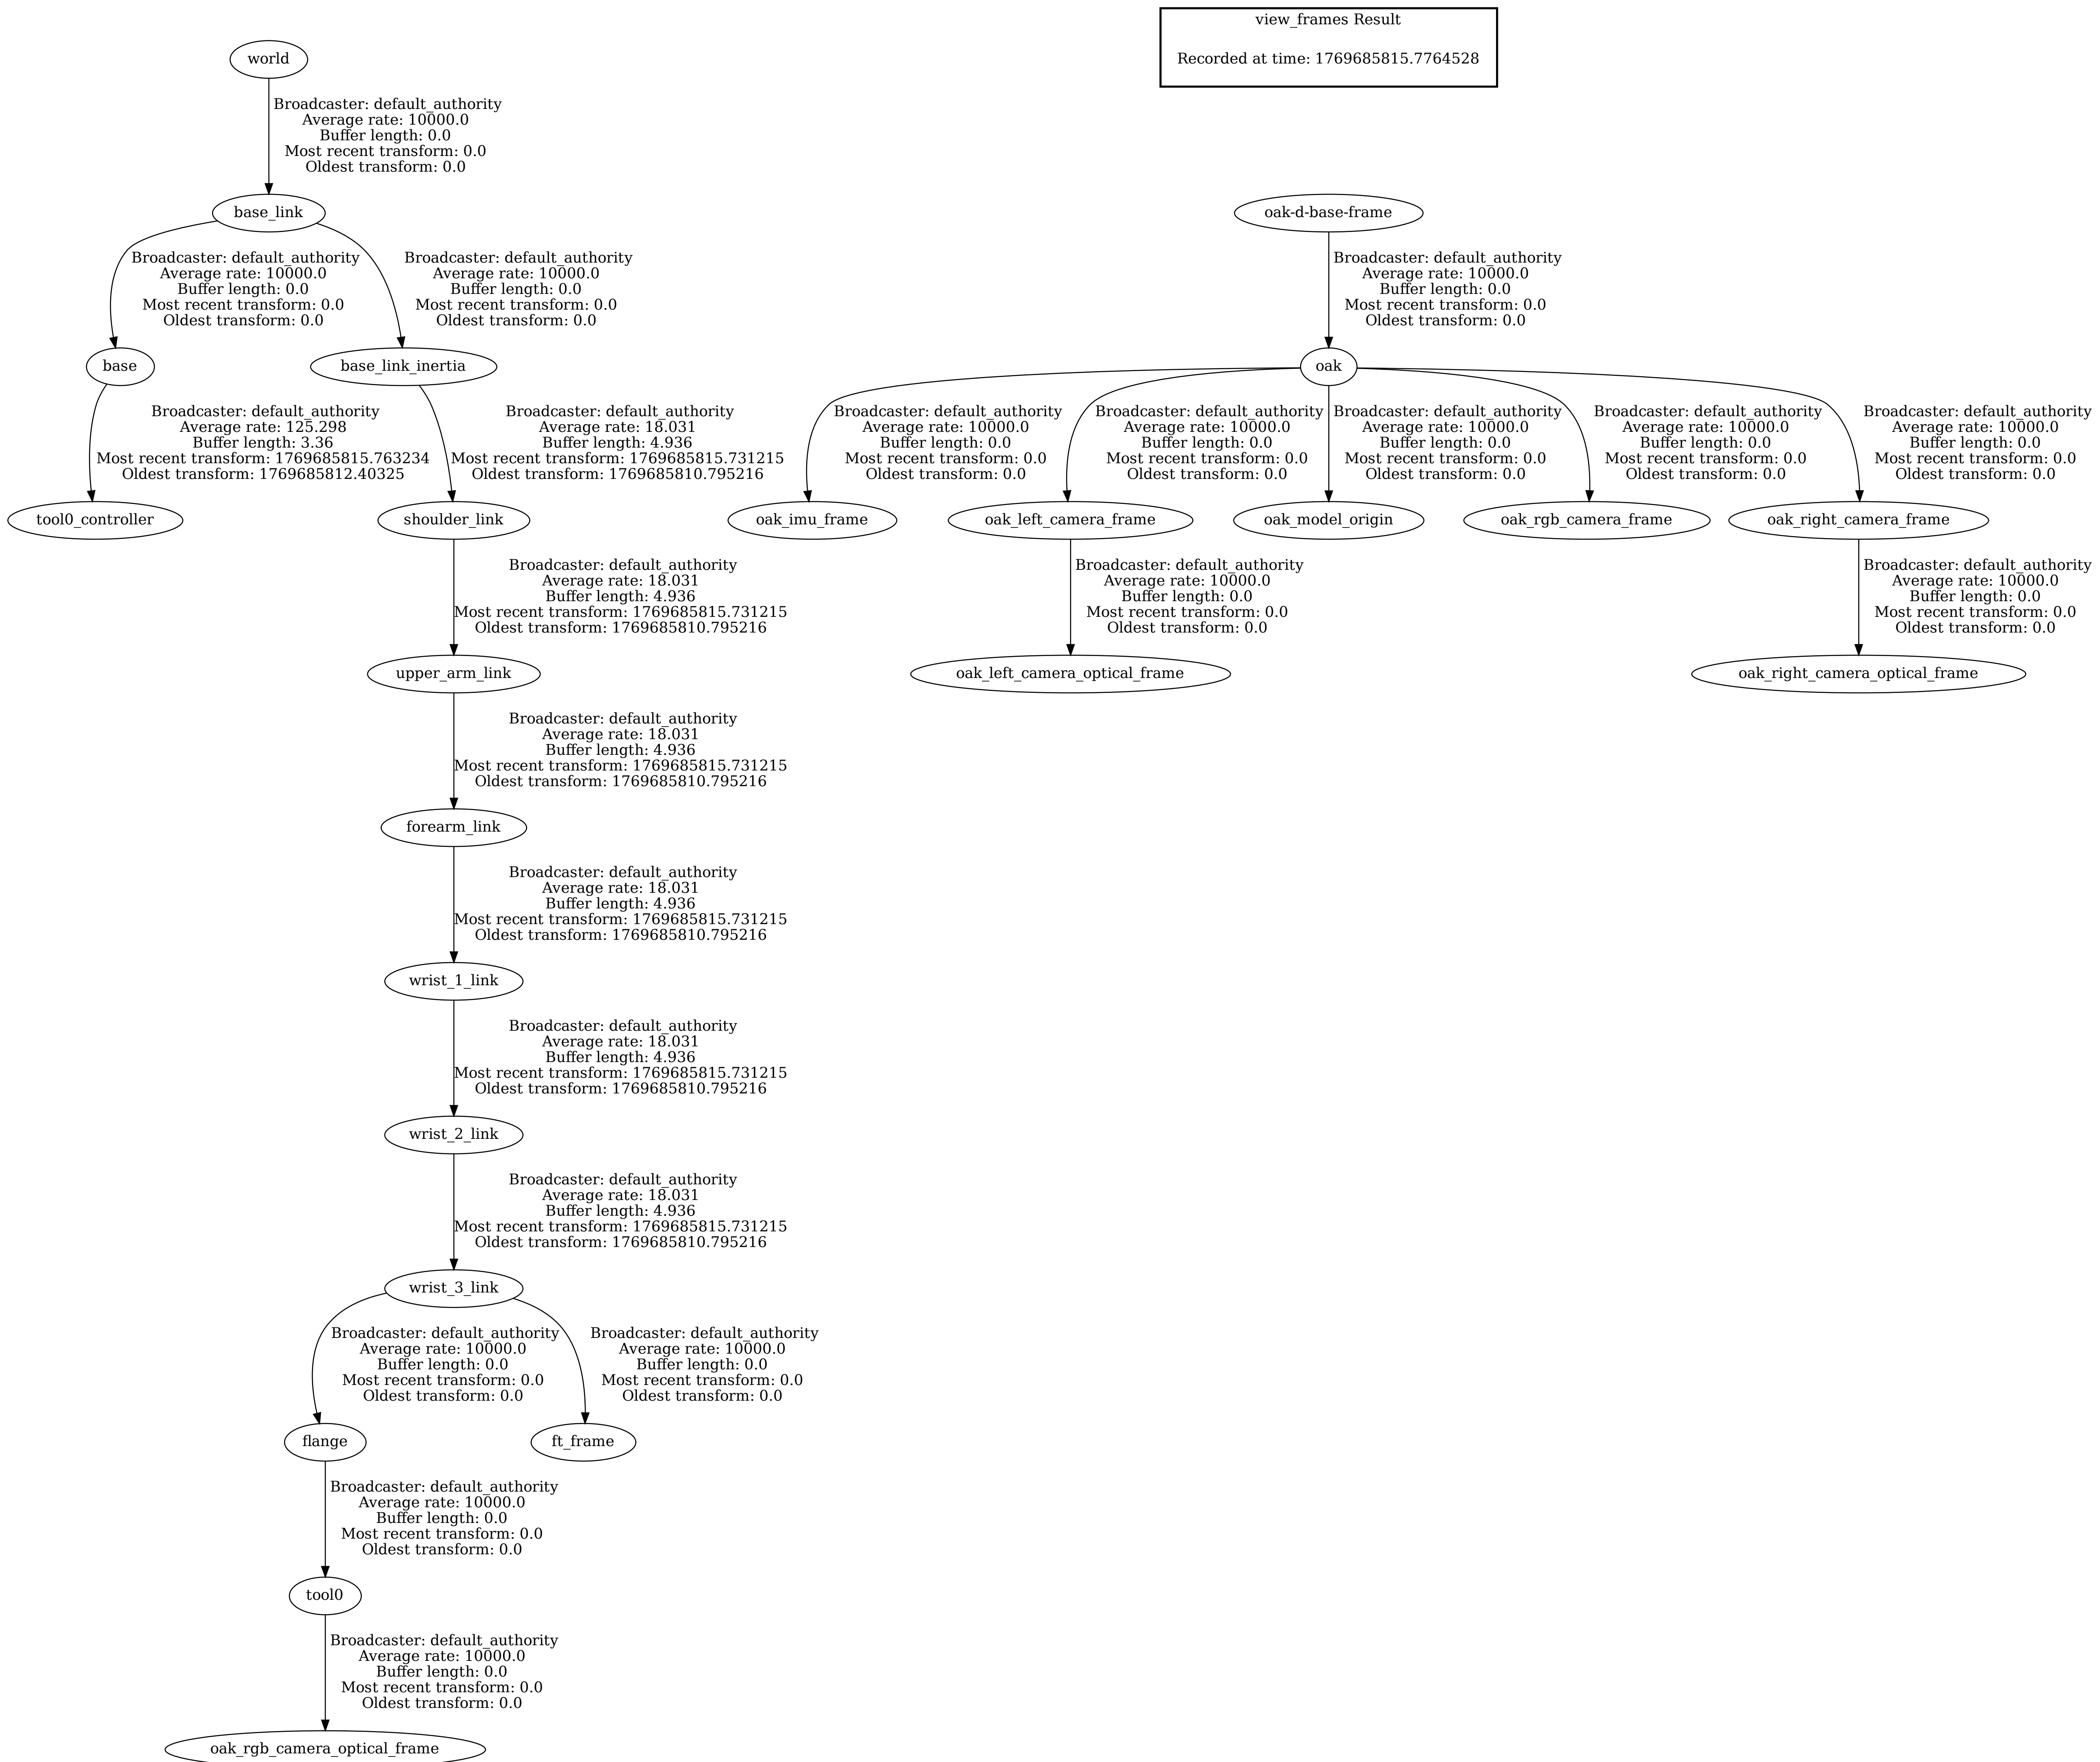 view_frames Result
Recorded at time: 1769685815.7764528
world
Broadcaster: default_authority
Average rate: 10000.0
Buffer length: 0.0
Most recent transform: 0.0
Oldest transform: 0.0
base_link
oak-d-base-frame
Broadcaster: default_authority
Average rate: 10000.0
Buffer length: 0.0
Most recent transform: 0.0
Oldest transform: 0.0
Broadcaster: default_authority
Average rate: 10000.0
Buffer length: 0.0
Most recent transform: 0.0
Oldest transform: 0.0
Broadcaster: default_authority
Average rate: 10000.0
Buffer length: 0.0
Most recent transform: 0.0
Oldest transform: 0.0
base
base_link_inertia
oak
Broadcaster: default_authority
Average rate: 125.298
Buffer length: 3.36
Most recent transform: 1769685815.763234
Oldest transform: 1769685812.40325
Broadcaster: default_authority
Average rate: 18.031
Buffer length: 4.936
Most recent transform: 1769685815.731215
Oldest transform: 1769685810.795216
Broadcaster: default_authority
Average rate: 10000.0
Buffer length: 0.0
Most recent transform: 0.0
Oldest transform: 0.0
Broadcaster: default_authority
Average rate: 10000.0
Buffer length: 0.0
Most recent transform: 0.0
Oldest transform: 0.0
Broadcaster: default_authority
Average rate: 10000.0
Buffer length: 0.0
Most recent transform: 0.0
Oldest transform: 0.0
Broadcaster: default_authority
Average rate: 10000.0
Buffer length: 0.0
Most recent transform: 0.0
Oldest transform: 0.0
Broadcaster: default_authority
Average rate: 10000.0
Buffer length: 0.0
Most recent transform: 0.0
Oldest transform: 0.0
tool0_controller
shoulder_link
oak_imu_frame
oak_left_camera_frame
oak_model_origin
oak_rgb_camera_frame
oak_right_camera_frame
Broadcaster: default_authority
Average rate: 18.031
Buffer length: 4.936
Most recent transform: 1769685815.731215
Oldest transform: 1769685810.795216
Broadcaster: default_authority
Average rate: 10000.0
Buffer length: 0.0
Most recent transform: 0.0
Oldest transform: 0.0
Broadcaster: default_authority
Average rate: 10000.0
Buffer length: 0.0
Most recent transform: 0.0
Oldest transform: 0.0
upper_arm_link
oak_left_camera_optical_frame
oak_right_camera_optical_frame
Broadcaster: default_authority
Average rate: 18.031
Buffer length: 4.936
Most recent transform: 1769685815.731215
Oldest transform: 1769685810.795216
forearm_link
Broadcaster: default_authority
Average rate: 18.031
Buffer length: 4.936
Most recent transform: 1769685815.731215
Oldest transform: 1769685810.795216
wrist_1_link
Broadcaster: default_authority
Average rate: 18.031
Buffer length: 4.936
Most recent transform: 1769685815.731215
Oldest transform: 1769685810.795216
wrist_2_link
Broadcaster: default_authority
Average rate: 18.031
Buffer length: 4.936
Most recent transform: 1769685815.731215
Oldest transform: 1769685810.795216
wrist_3_link
Broadcaster: default_authority
Average rate: 10000.0
Buffer length: 0.0
Most recent transform: 0.0
Oldest transform: 0.0
Broadcaster: default_authority
Average rate: 10000.0
Buffer length: 0.0
Most recent transform: 0.0
Oldest transform: 0.0
flange
ft_frame
Broadcaster: default_authority
Average rate: 10000.0
Buffer length: 0.0
Most recent transform: 0.0
Oldest transform: 0.0
tool0
Broadcaster: default_authority
Average rate: 10000.0
Buffer length: 0.0
Most recent transform: 0.0
Oldest transform: 0.0
oak_rgb_camera_optical_frame